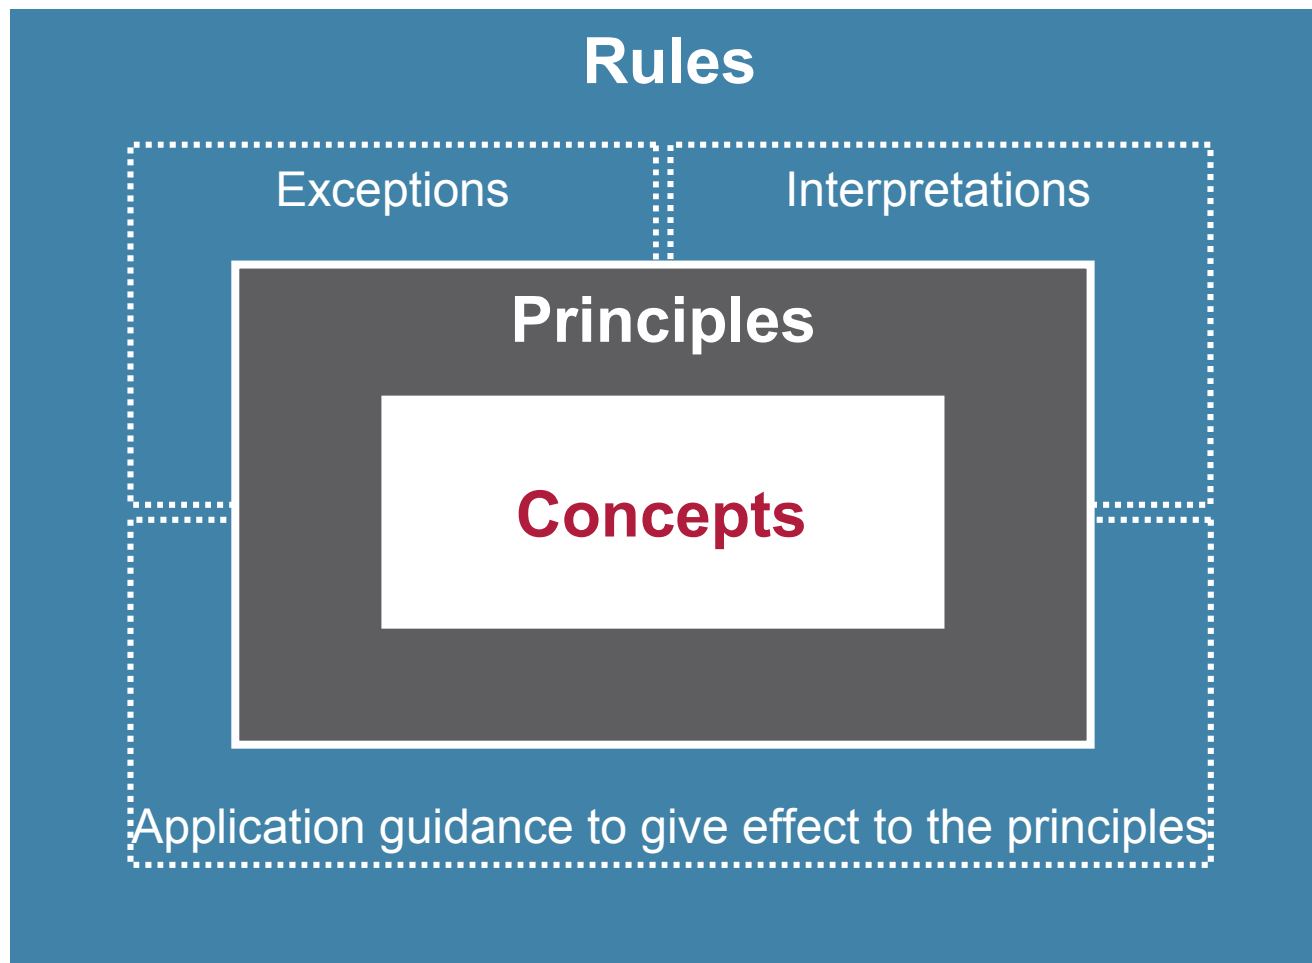 Rules
Exceptions
Interpretations
Principles
Concepts
Application guidance to give effect to the principles